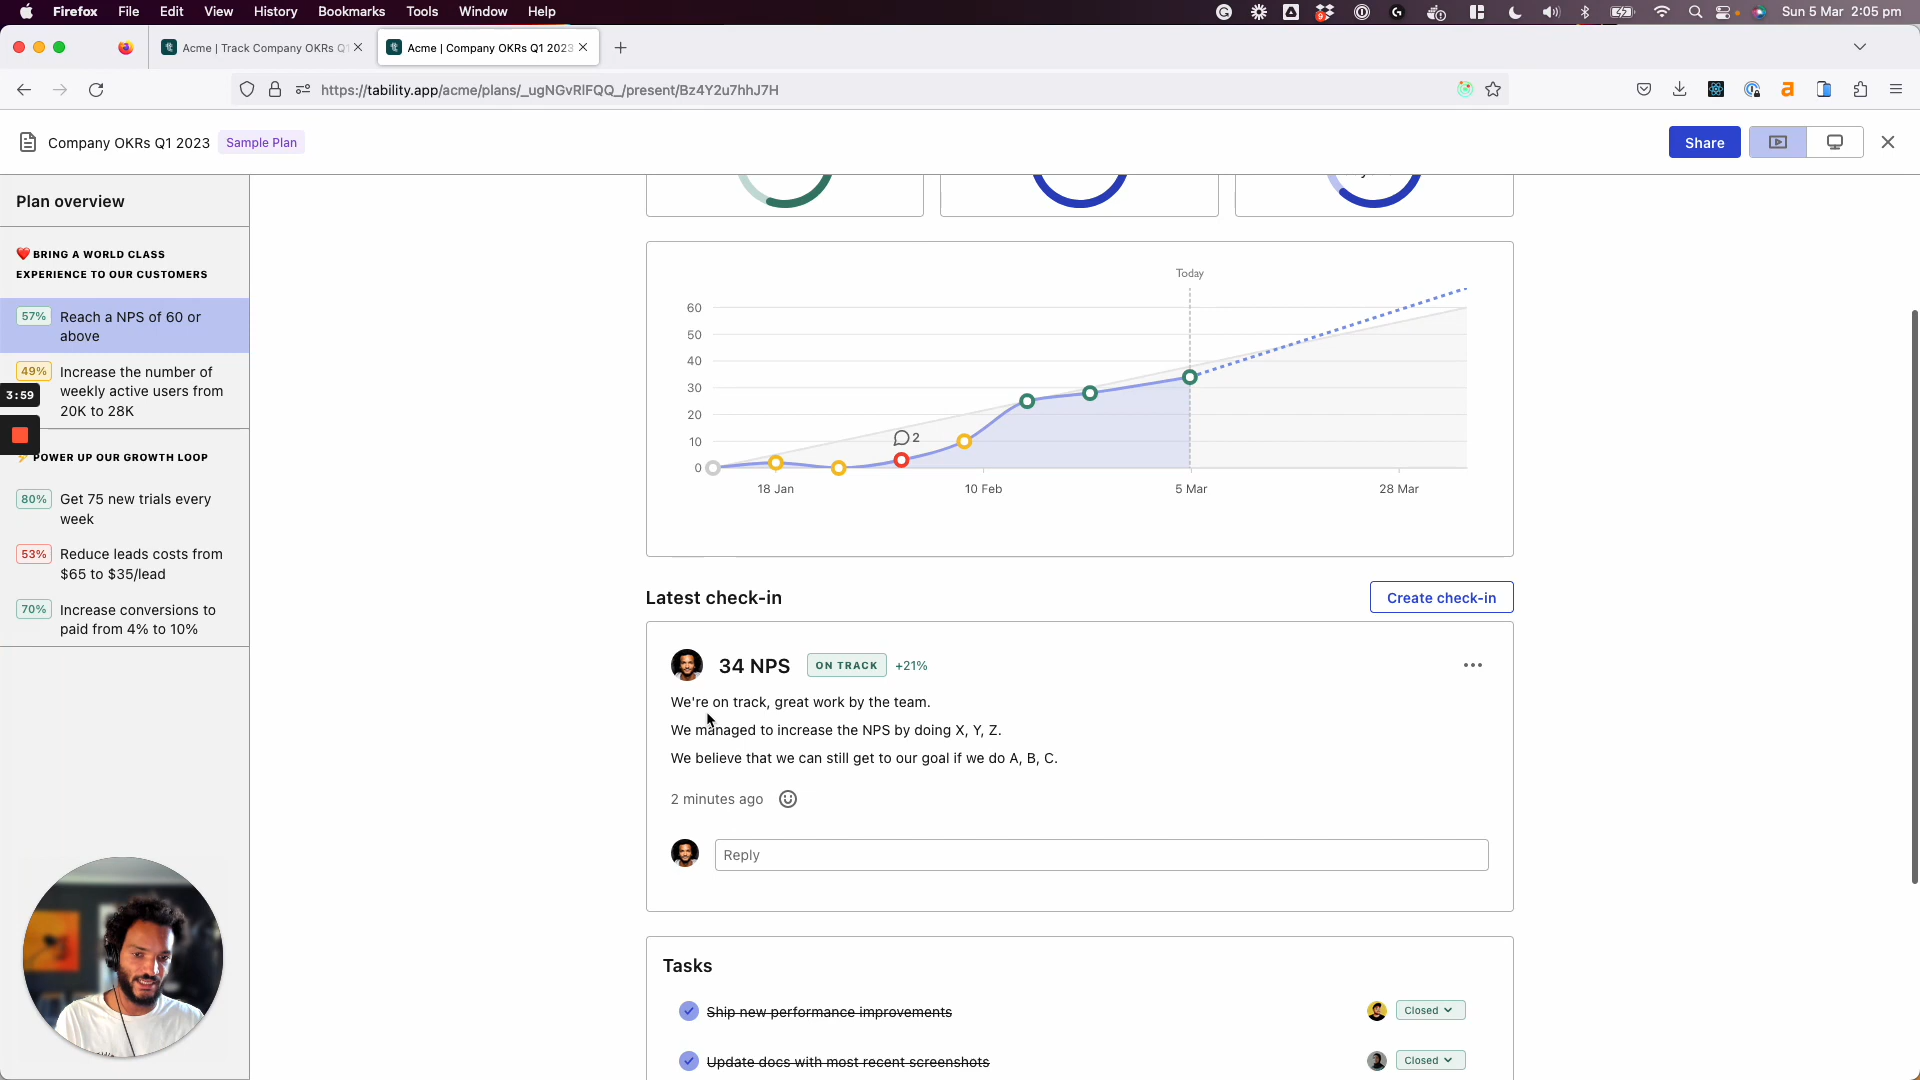 Firefox File Edit View History Bookmarks Tools Window Help Sun 5 Mar 2:05 pm
Acme | Track Company OKRs Q1
Acme | Company OKRs Q1 2023
https://tability.app/acme/plans/_ugNGvRlFQQ_/present/Bz4Y2u7hhJ7H
Company OKRs Q1 2023 Sample Plan Share
Plan overview
BRING A WORLD CLASS
EXPERIENCE TO OUR CUSTOMERS
57% Reach a NPS of 60 or
above
49% Increase the number of
weekly active users from
20K to 28K
3:59
POWER UP OUR GROWTH LOOP
80% Get 75 new trials every
week
53% Reduce leads costs from
$65 to $35/lead
70% Increase conversions to
paid from 4% to 10%
Today
60
50
40
30
20
10
0
2
18 Jan 10 Feb 5 Mar 28 Mar
Latest check-in Create check-in
34 NPS ON TRACK +21%
We're on track, great work by the team.
We managed to increase the NPS by doing X, Y, Z.
We believe that we can still get to our goal if we do A, B, C.
2 minutes ago
Reply
Tasks
Ship new performance improvements Closed
Update docs with most recent screenshots Closed